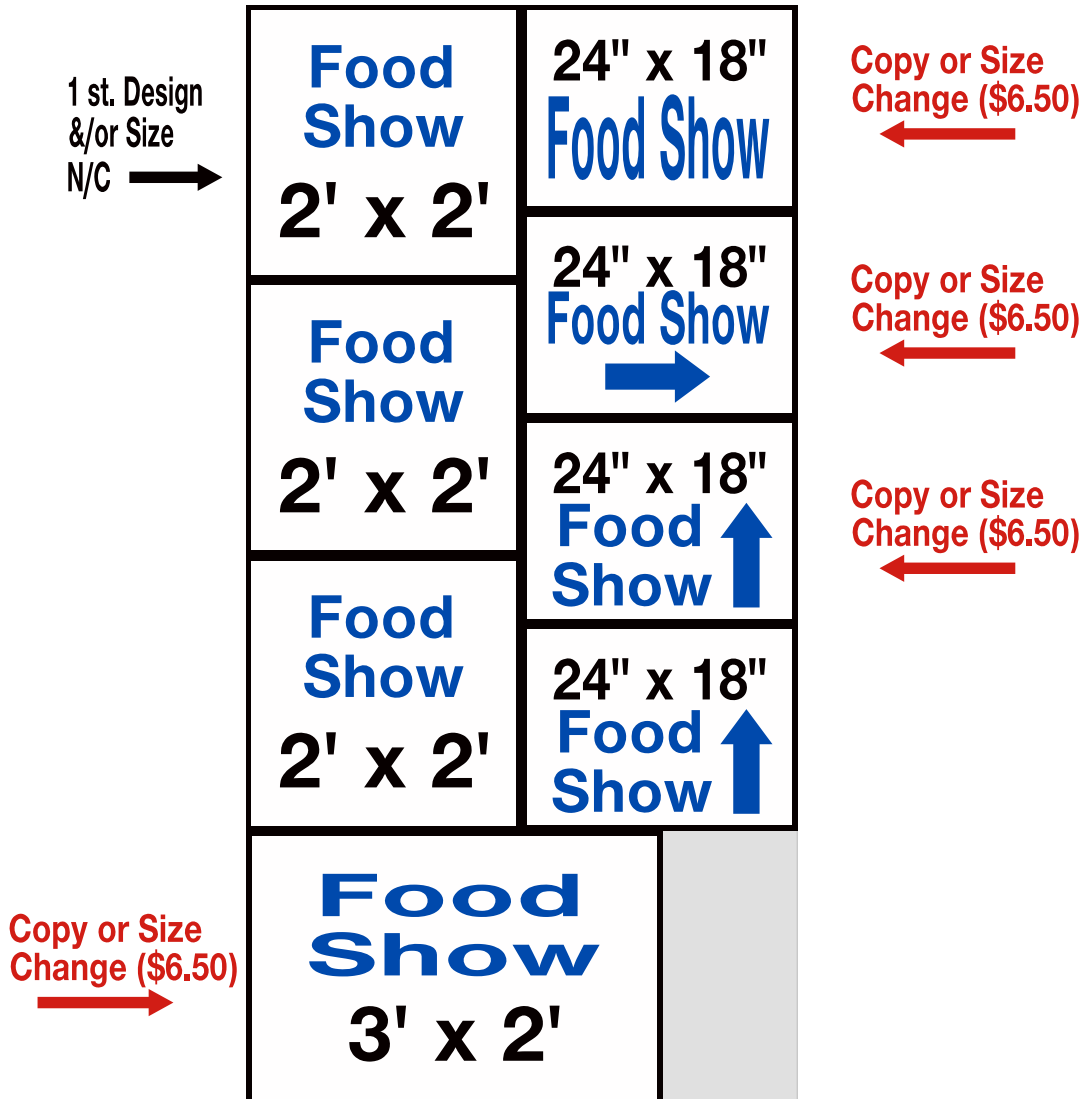 1 st. Design
&/or Size
N/C
Food
Show
2' x 2'
24" x 18"
Food Show
Copy or Size
Change ($6.50)
24" x 18"
Food Show
Copy or Size
Change ($6.50)
Food
Show
2' x 2'
24" x 18"
Food
Show
Copy or Size
Change ($6.50)
Food
Show
2' x 2'
24" x 18"
Food
Show
Copy or Size
Change ($6.50)
Food
Show
3' x 2'